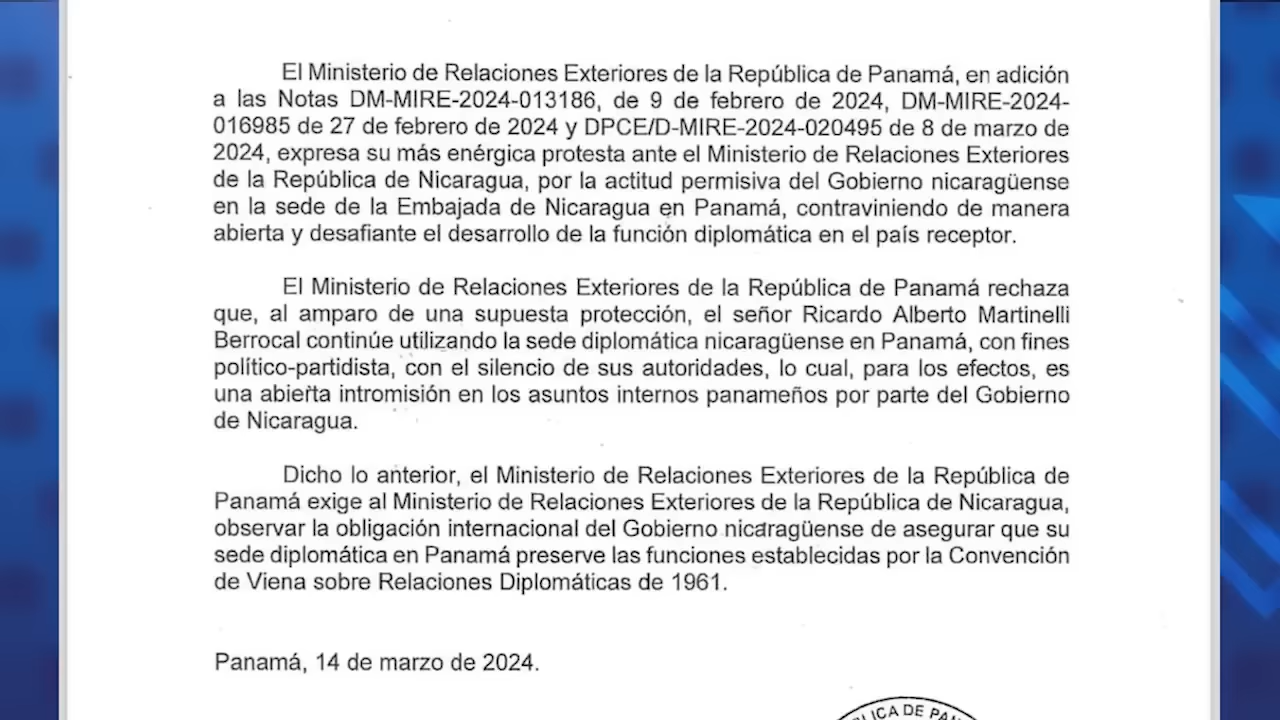 El Ministerio de Relaciones Exteriores de la República de Panamá, en adición
a las Notas DM-MIRE-2024-013186, de 9 de febrero de 2024, DM-MIRE-2024-
016985 de 27 de febrero de 2024 y DPCE/D-MIRE-2024-020495 de 8 de marzo de
2024, expresa su más enérgica protesta ante el Ministerio de Relaciones Exteriores
de la República de Nicaragua, por la actitud permisiva del Gobierno nicaragüense
en la sede de la Embajada de Nicaragua en Panamá, contraviniendo de manera
abierta y desafiante el desarrollo de la función diplomática en el país receptor.
El Ministerio de Relaciones Exteriores de la República de Panamá rechaza
que, al amparo de una supuesta protección, el señor Ricardo Alberto Martinelli
Berrocal continúe utilizando la sede diplomática nicaragüense en Panamá, con fines
político-partidista, con el silencio de sus autoridades, lo cual, para los efectos, es
una abierta intromisión en los asuntos internos panameños por parte del Gobierno
de Nicaragua.
Dicho lo anterior, el Ministerio de Relaciones Exteriores de la República de
Panamá exige al Ministerio de Relaciones Exteriores de la República de Nicaragua,
observar la obligación internacional del Gobierno nicaragüense de asegurar que su
sede diplomática en Panamá preserve las funciones establecidas por la Convención
de Viena sobre Relaciones Diplomáticas de 1961.
Panamá, 14 de marzo de 2024.
DE